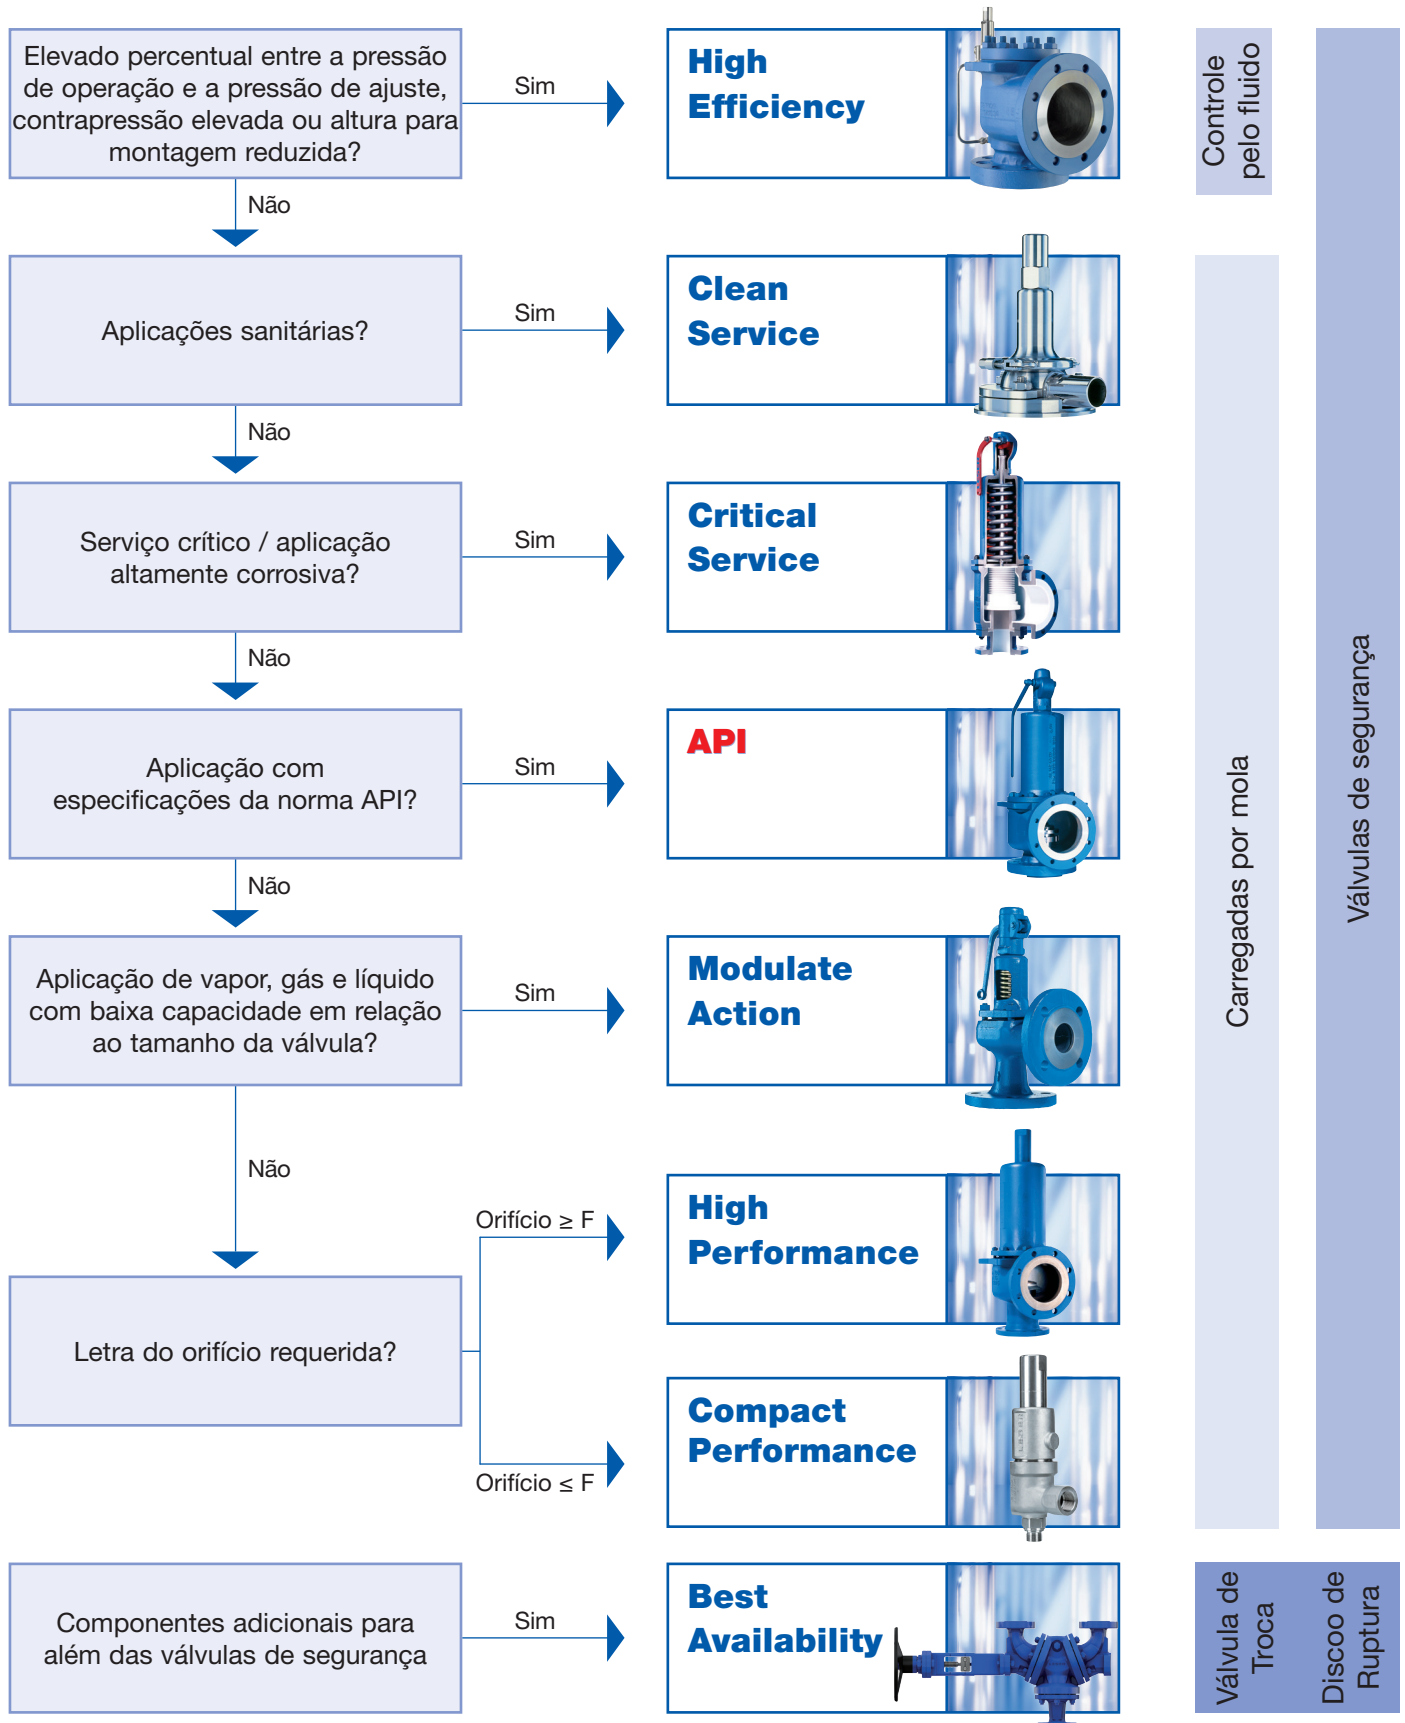 Elevado percentual entre a pressão
de operação e a pressão de ajuste,
contrapressão elevada ou altura para
montagem reduzida?
Sim
High
Efficiency
Controle
pelo fluido
Não
Aplicações sanitárias?
Sim
Clean
Service
Não
Serviço crítico / aplicação
altamente corrosiva?
Sim
Critical
Service
Não
Aplicação com
especificações da norma API?
Sim
API
Não
Aplicação de vapor, gás e líquido
com baixa capacidade em relação
ao tamanho da válvula?
Sim
Modulate
Action
Não
Letra do orifício requerida?
Orifício ≥ F
High
Performance
Orifício ≤ F
Compact
Performance
Carregadas por mola
Válvulas de segurança
Componentes adicionais para
além das válvulas de segurança
Sim
Best
Availability
Válvula de
Troca
Discoo de
Ruptura